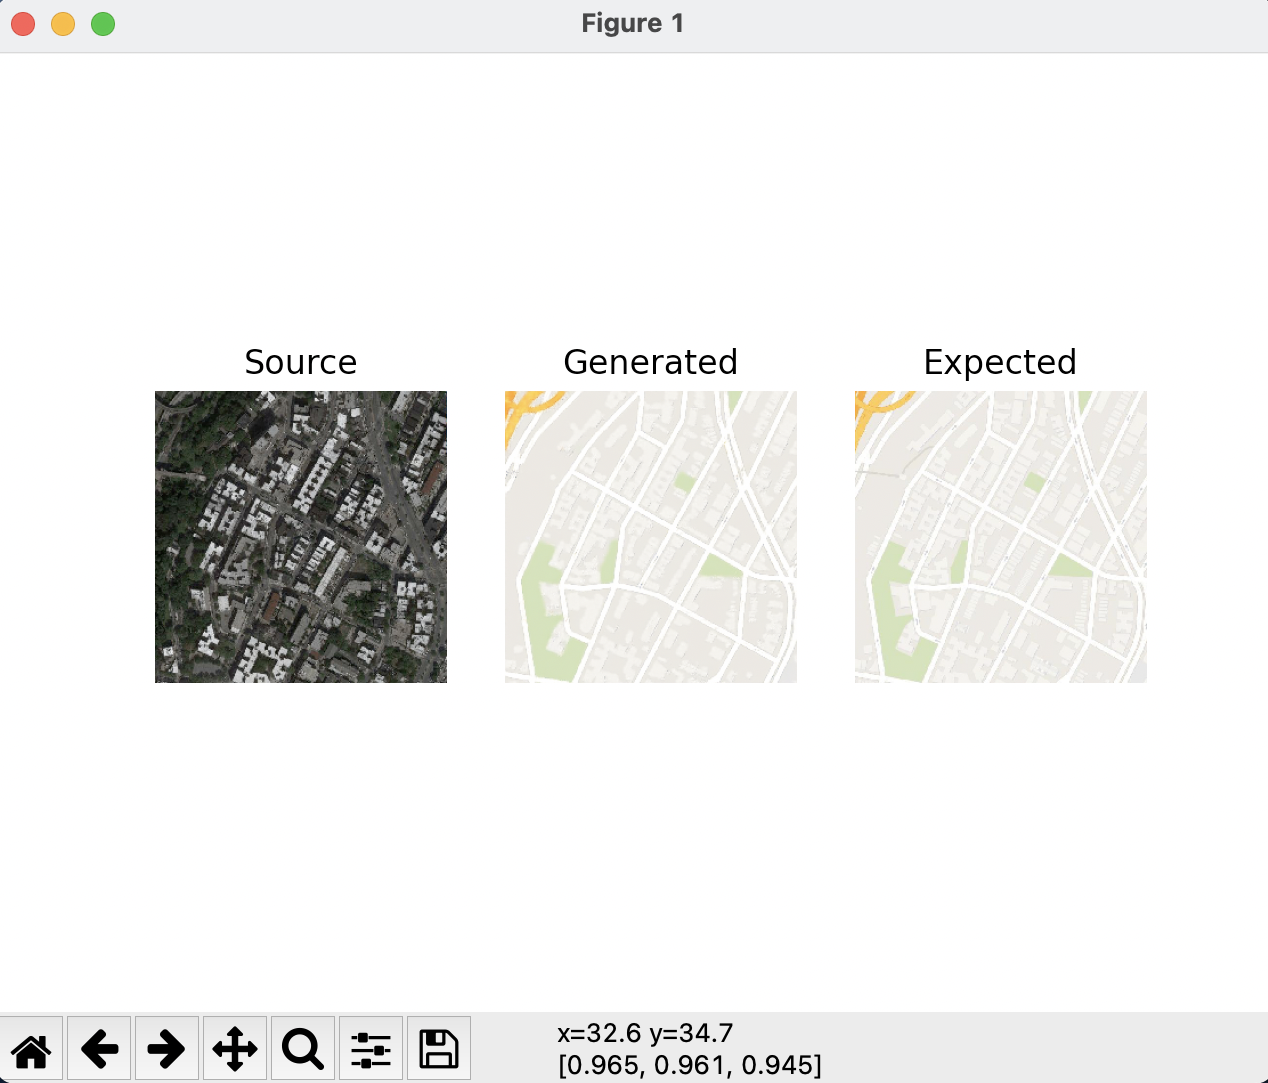 Figure 1
Source
Generated
Expected
x=32.6 y=34.7
[0.965, 0.961, 0.945]